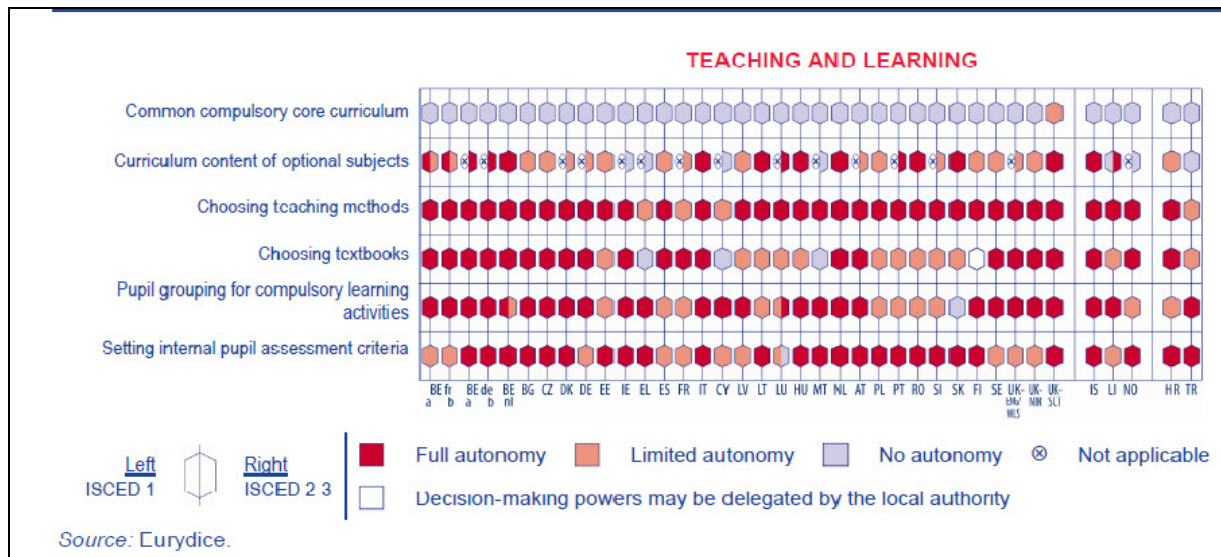 TEACHING AND LEARNING
Common compulsory core curriculum
Curriculum content of optional subjects
Choosing teaching methods
Choosing textbooks
Pupil grouping for compulsory learning
activities
Setting internal pupil assessment criteria
BE fr BE de BE BG CZ DK DE EE IE EL ES FR IT CY LV LT LU HU MT NL AT PL PT RO SI SK FI SE UK- UK- UK- IS LI NO HR TR
a b a b nl ENG/ NIR SCT
WLS
Left Right
ISCED 1 ISCED 2 3
Full autonomy Limited autonomy No autonomy ⊗ Not applicable
Decision-making powers may be delegated by the local authority
Source: Eurydice.